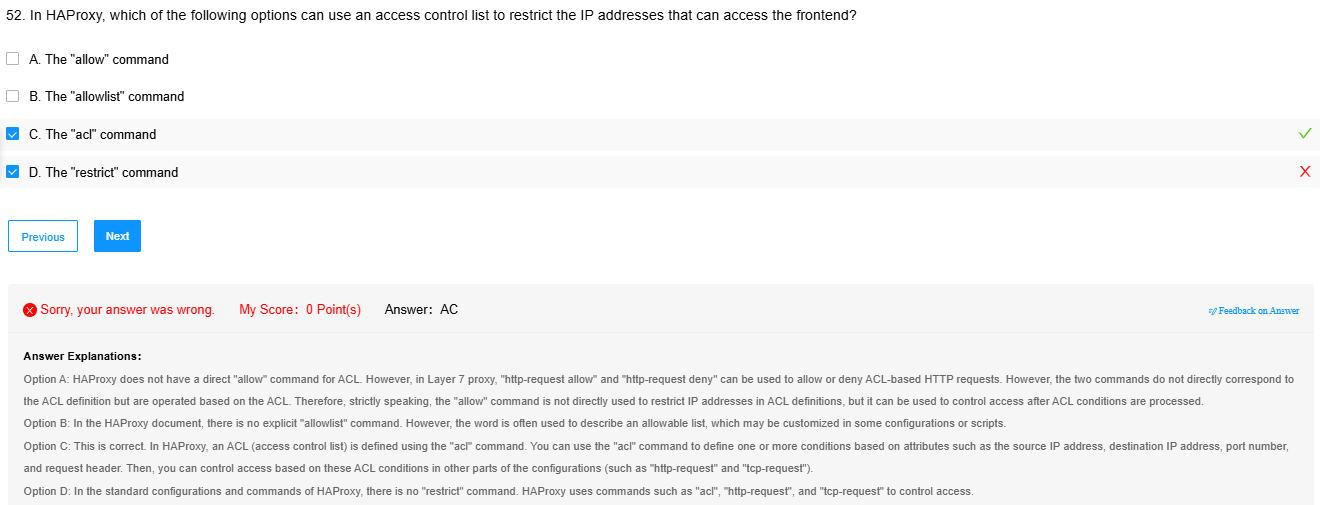 52. In HAProxy, which of the following options can use an access control list to restrict the IP addresses that can access the frontend?
A. The "allow" command
B. The "allowlist" command
C. The "acl" command
D. The "restrict" command
Previous Next
Sorry, your answer was wrong. My Score: 0 Point(s) Answer: AC Feedback on Answer
Answer Explanations:
Option A: HAProxy does not have a direct "allow" command for ACL. However, in Layer 7 proxy, "http-request allow" and "http-request deny" can be used to allow or deny ACL-based HTTP requests. However, the two commands do not directly correspond to
the ACL definition but are operated based on the ACL. Therefore, strictly speaking, the "allow" command is not directly used to restrict IP addresses in ACL definitions, but it can be used to control access after ACL conditions are processed.
Option B: In the HAProxy document, there is no explicit "allowlist" command. However, the word is often used to describe an allowable list, which may be customized in some configurations or scripts.
Option C: This is correct. In HAProxy, an ACL (access control list) is defined using the "acl" command. You can use the "acl" command to define one or more conditions based on attributes such as the source IP address, destination IP address, port number,
and request header. Then, you can control access based on these ACL conditions in other parts of the configurations (such as "http-request" and "tcp-request").
Option D: In the standard configurations and commands of HAProxy, there is no "restrict" command. HAProxy uses commands such as "acl", "http-request", and "tcp-request" to control access.